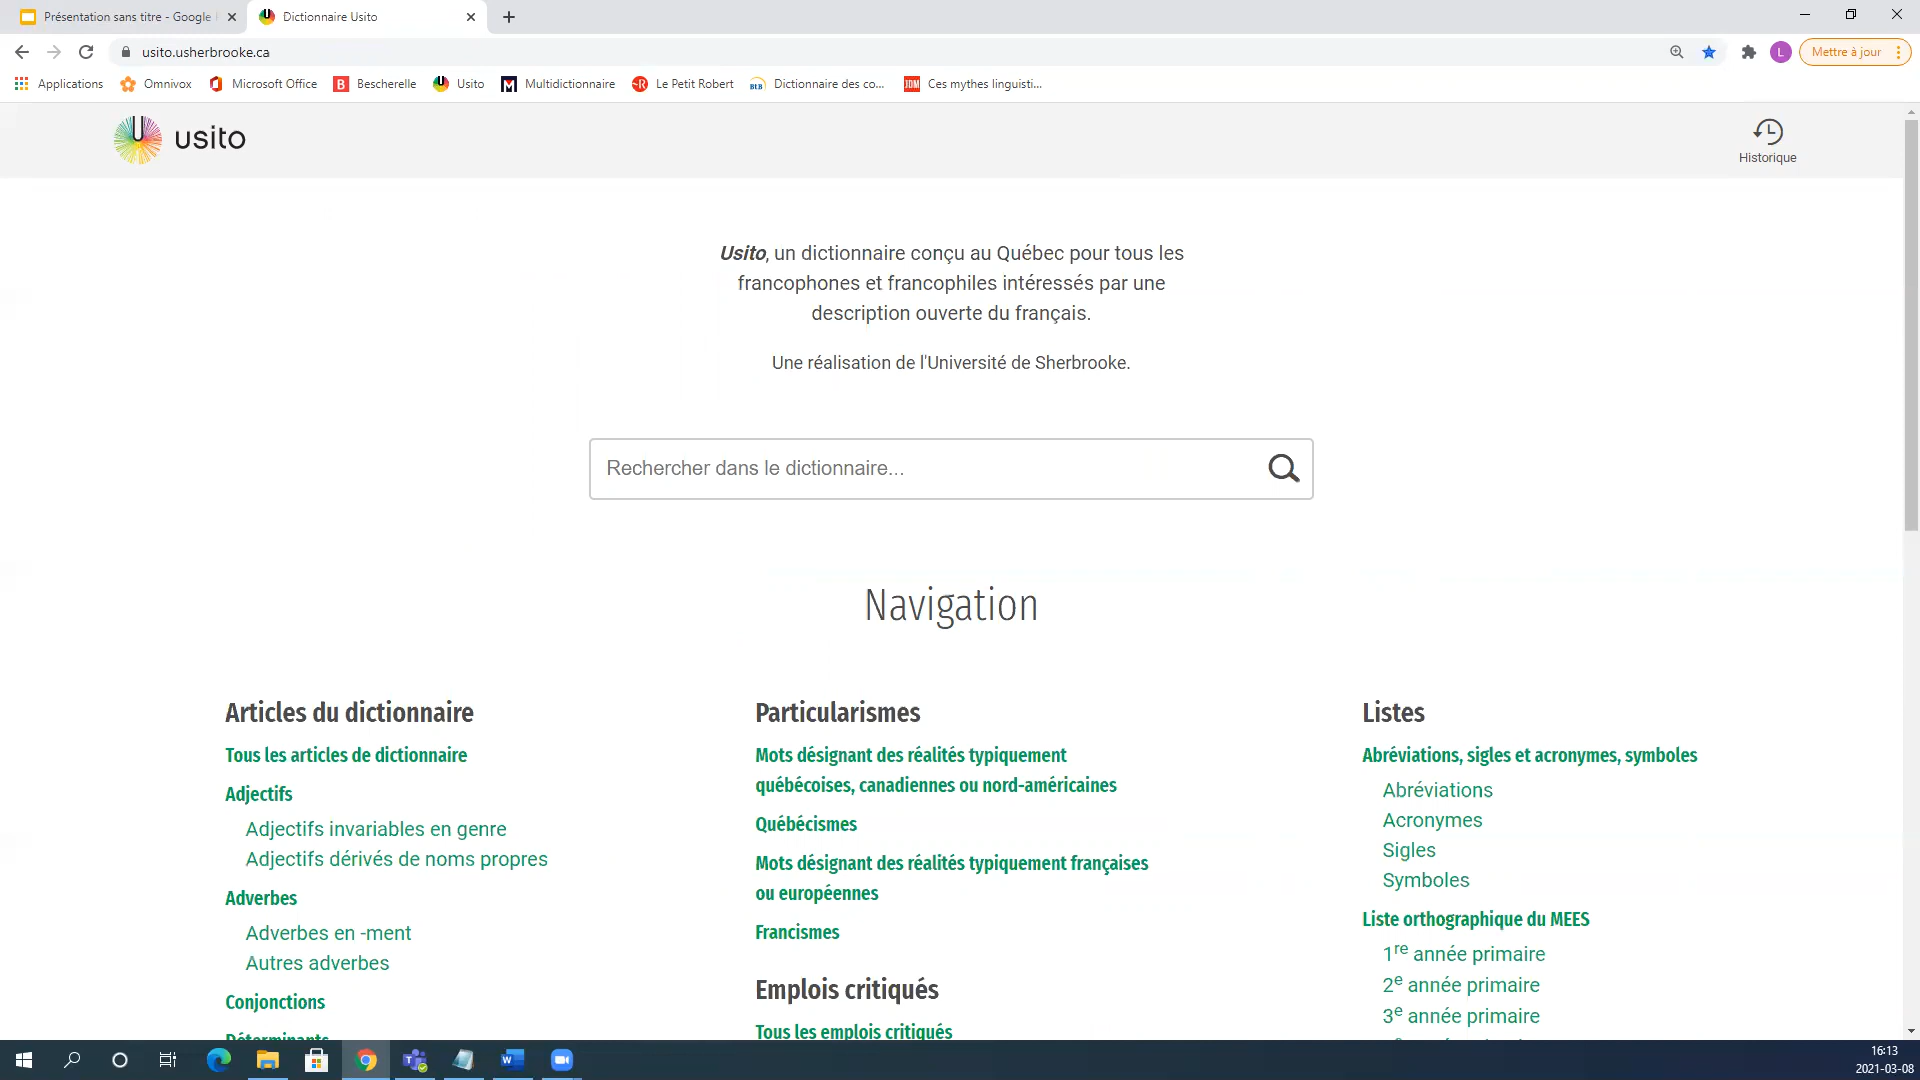 Présentation sans titre - Google
Dictionnaire Usito
usito.usherbrooke.ca
L
Mettre à jour
Applications
Omnivox
Microsoft Office
B Bescherelle
Usito
M Multidictionnaire
R Le Petit Robert
BtB Dictionnaire des co...
JDM Ces mythes linguisti...
usito
Historique
Usito, un dictionnaire conçu au Québec pour tous les
francophones et francophiles intéressés par une
description ouverte du français.
Une réalisation de l'Université de Sherbrooke.
Rechercher dans le dictionnaire...
Navigation
Articles du dictionnaire
Tous les articles de dictionnaire
Adjectifs
Adjectifs invariables en genre
Adjectifs dérivés de noms propres
Adverbes
Adverbes en -ment
Autres adverbes
Conjonctions
Déterminants
Particularismes
Mots désignant des réalités typiquement
québécoises, canadiennes ou nord-américaines
Québécismes
Mots désignant des réalités typiquement françaises
ou européennes
Francismes
Emplois critiqués
Tous les emplois critiqués
Listes
Abréviations, sigles et acronymes, symboles
Abréviations
Acronymes
Sigles
Symboles
Liste orthographique du MEES
1re année primaire
2e année primaire
3e année primaire
16:13
2021-03-08